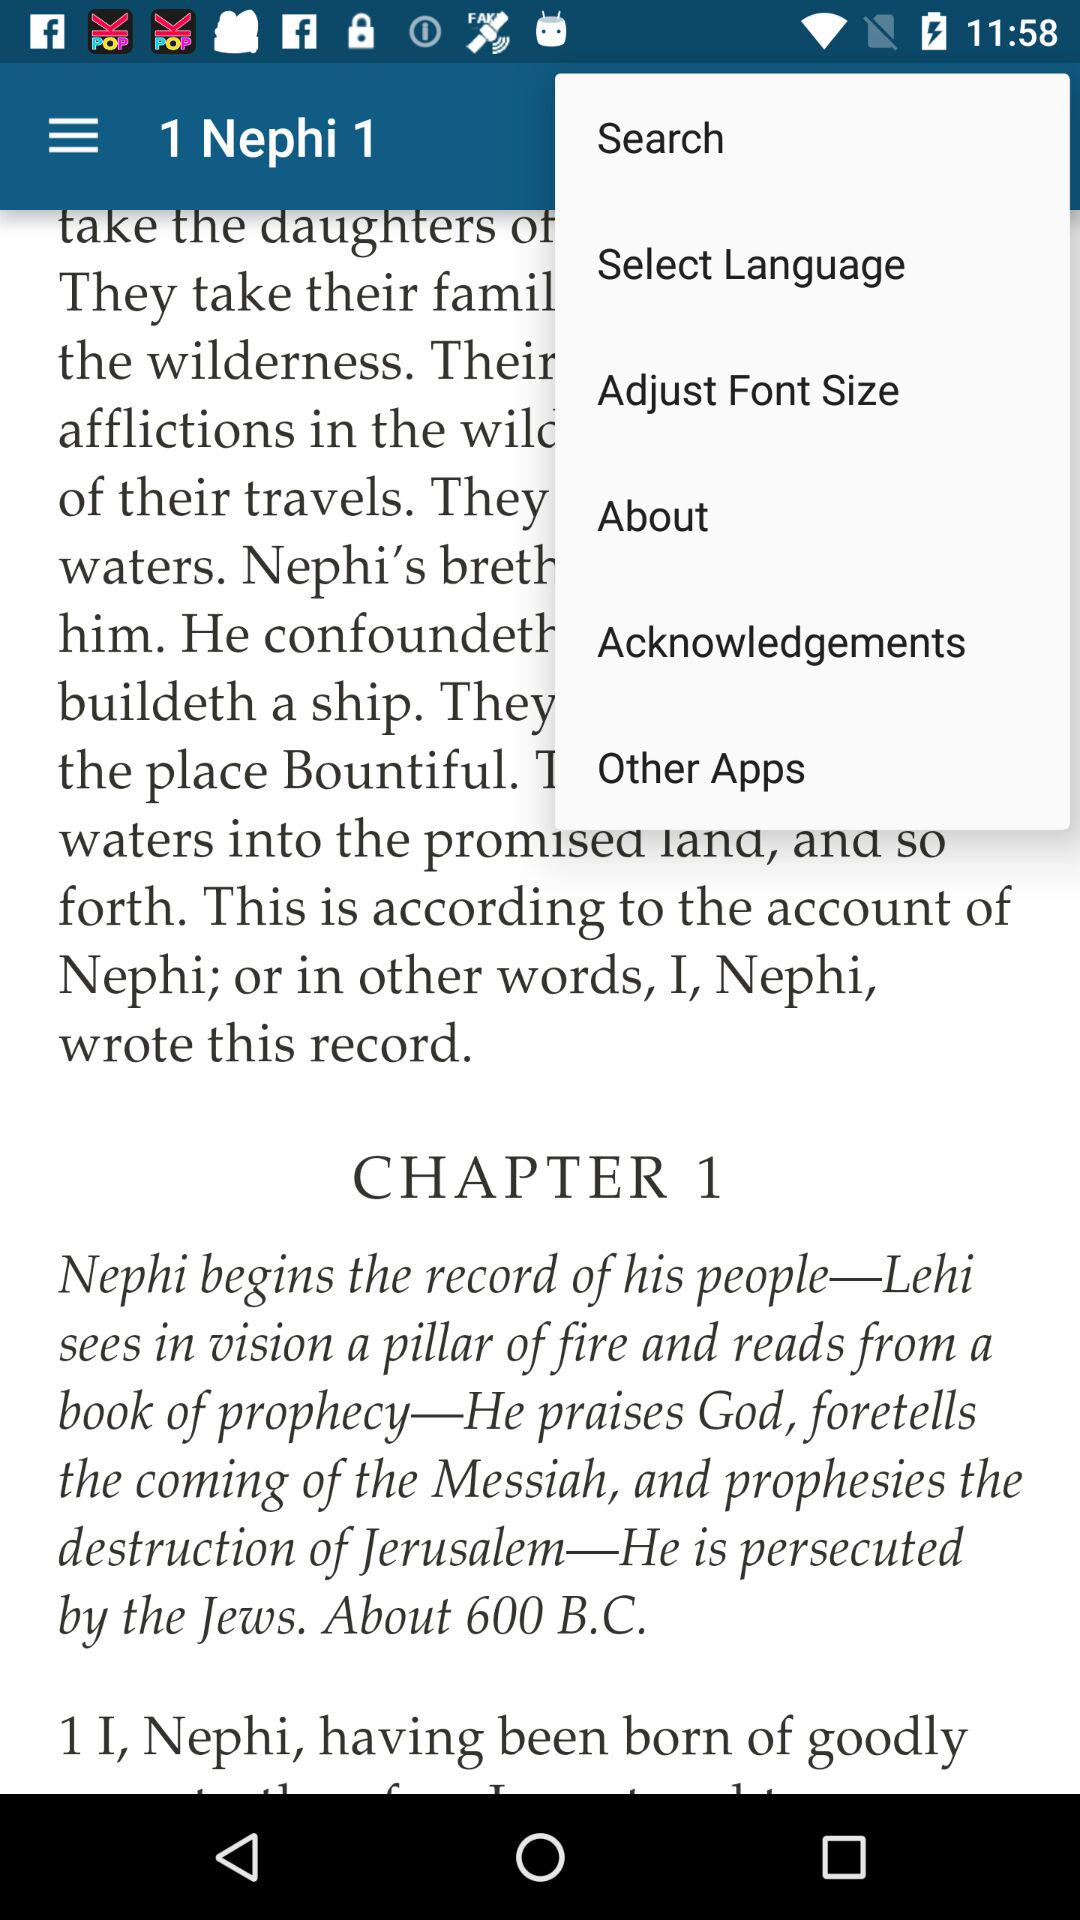 POP POP FAKE 11:58
1 Nephi 1
Search
Select Language
Adjust Font Size
About
Acknowledgements
Other Apps
take the daughters of
They take their
the wilderness. Their
afflictions in the
of their travels. They
waters. Nephi’s
him. He confoundeth
buildeth a ship. They
the place Bountiful.
waters into the promised land, and so
forth. This is according to the account of
Nephi; or in other words, I, Nephi,
wrote this record.
CHAPTER 1
Nephi begins the record of his people—Lehi
sees in vision a pillar of fire and reads from a
book of prophecy—He praises God, foretells
the coming of the Messiah, and prophesies the
destruction of Jerusalem—He is persecuted
by the Jews. About 600 B.C.
1 I, Nephi, having been born of goodly